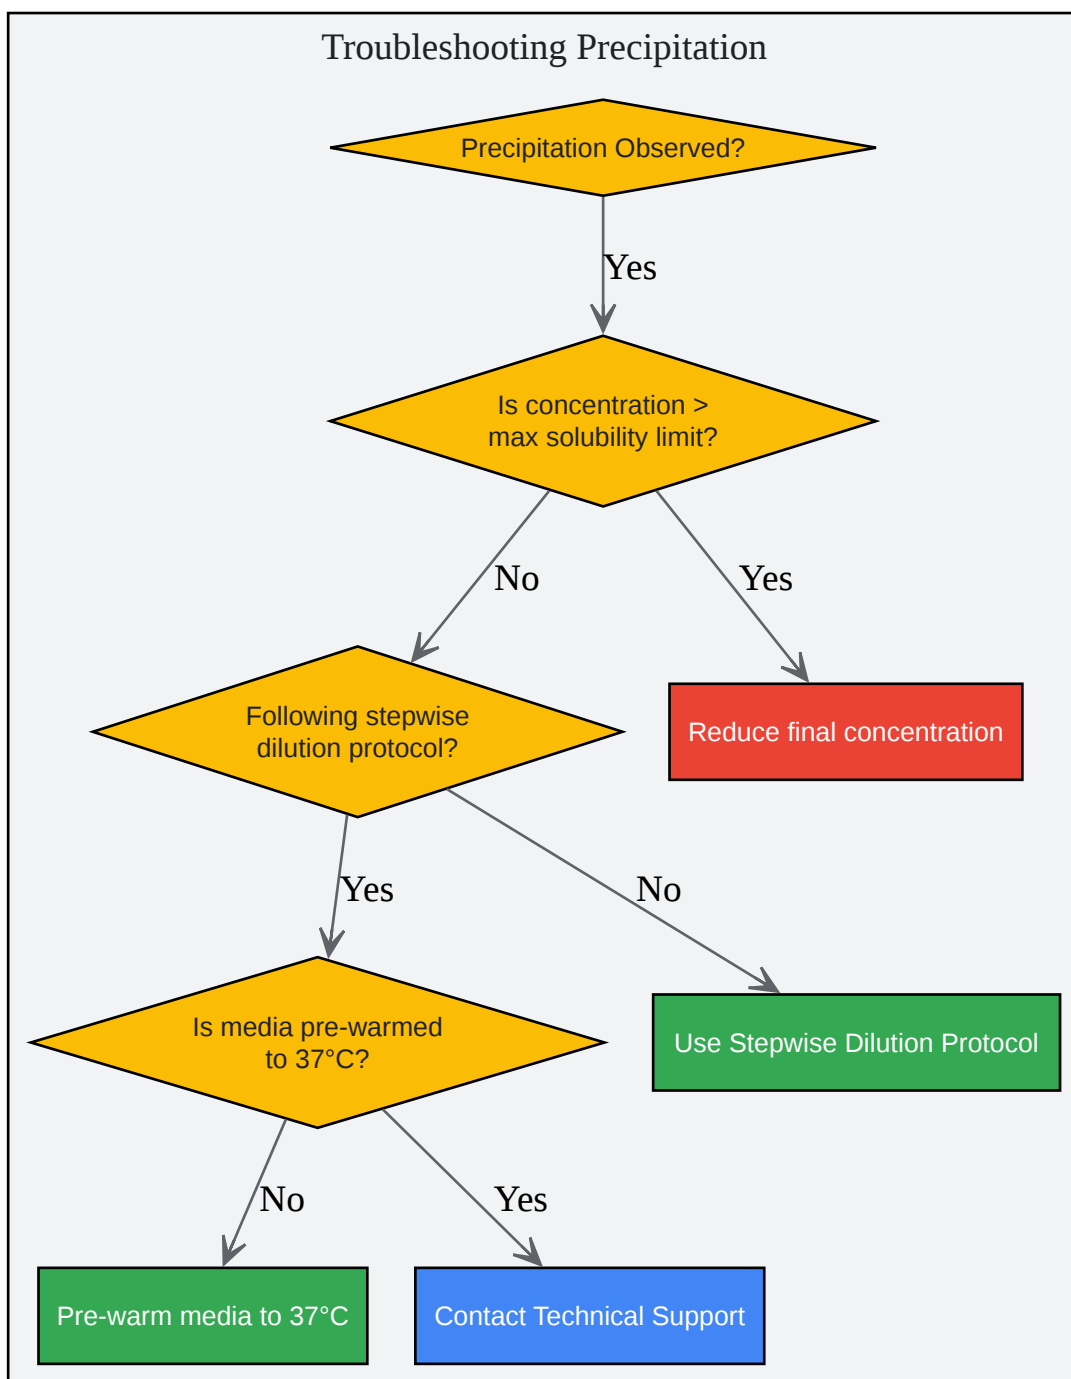 Troubleshooting Precipitation
Precipitation Observed?
Yes
Is concentration >
max solubility limit?
No
Yes
Following stepwise
dilution protocol?
Reduce final concentration
Yes
No
Is media pre-warmed
to 37°C?
Use Stepwise Dilution Protocol
No
Yes
Pre-warm media to 37°C
Contact Technical Support